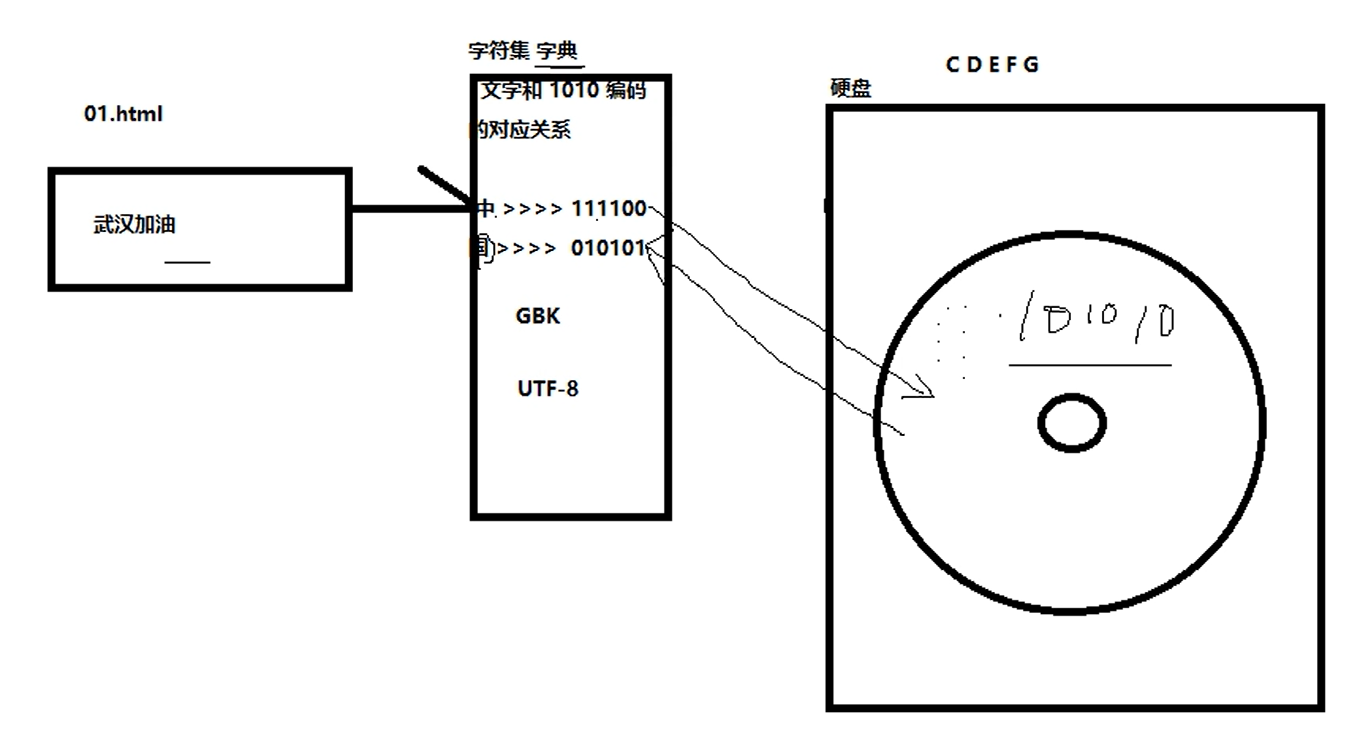 01.html
武汉加油
字符集 字典
文字和 1010 编码
的对应关系
中 >>>> 111100
国 >>>> 010101
GBK
UTF-8
C D E F G
硬盘
101010